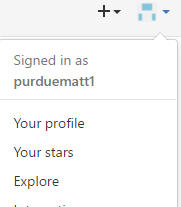 Signed in as
purduematt1
Your profile
Your stars
Explore